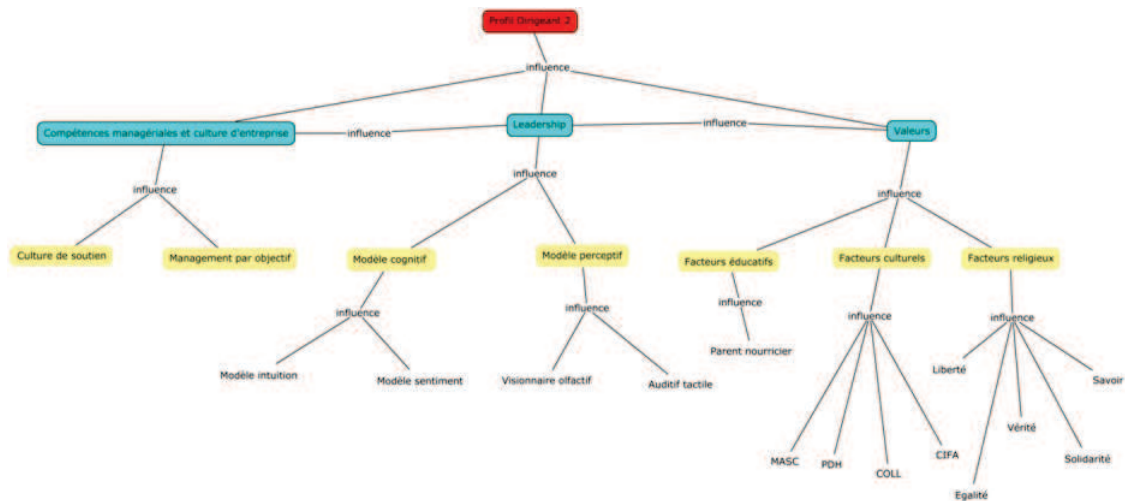 Profil Dirigeant 2
influence
Compétences managériales et culture d'entreprise
influence
Leadership
influence
Valeurs
influence
influence
influence
Culture de soutien
Management par objectif
Modèle cognitif
Modèle perceptif
Facteurs éducatifs
Facteurs culturels
Facteurs religieux
influence
influence
influence
influence
influence
Modèle intuition
Modèle sentiment
Visionnaire olfactif
Auditif tactile
Parent nourricier
Liberté
Savoir
Vérité
MASC
PDH
COLL
CIFA
Solidarité
Egalité